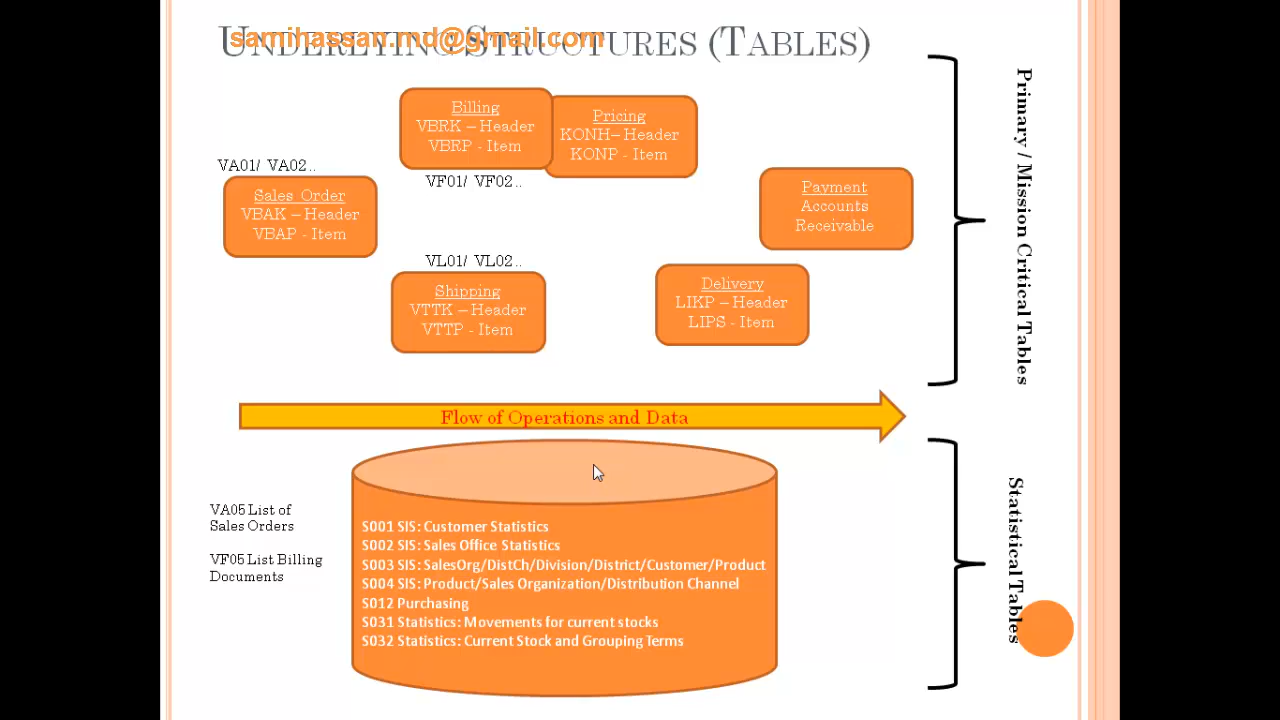 UNDERLYING STRUCTURES (TABLES)
samihassan.md@gmail.com
Billing
VBRK – Header
VBRP - Item
Pricing
KONH– Header
KONP - Item
VA01/ VA02..
VF01/ VF02..
Sales Order
VBAK – Header
VBAP - Item
Payment
Accounts
Receivable
VL01/ VL02..
Shipping
VTTK – Header
VTTP - Item
Delivery
LIKP – Header
LIPS - Item
Primary / Mission Critical Tables
Flow of Operations and Data
VA05 List of
Sales Orders
VF05 List Billing
Documents
S001 SIS: Customer Statistics
S002 SIS: Sales Office Statistics
S003 SIS: SalesOrg/DistCh/Division/District/Customer/Product
S004 SIS: Product/Sales Organization/Distribution Channel
S012 Purchasing
S031 Statistics: Movements for current stocks
S032 Statistics: Current Stock and Grouping Terms
Statistical Tables